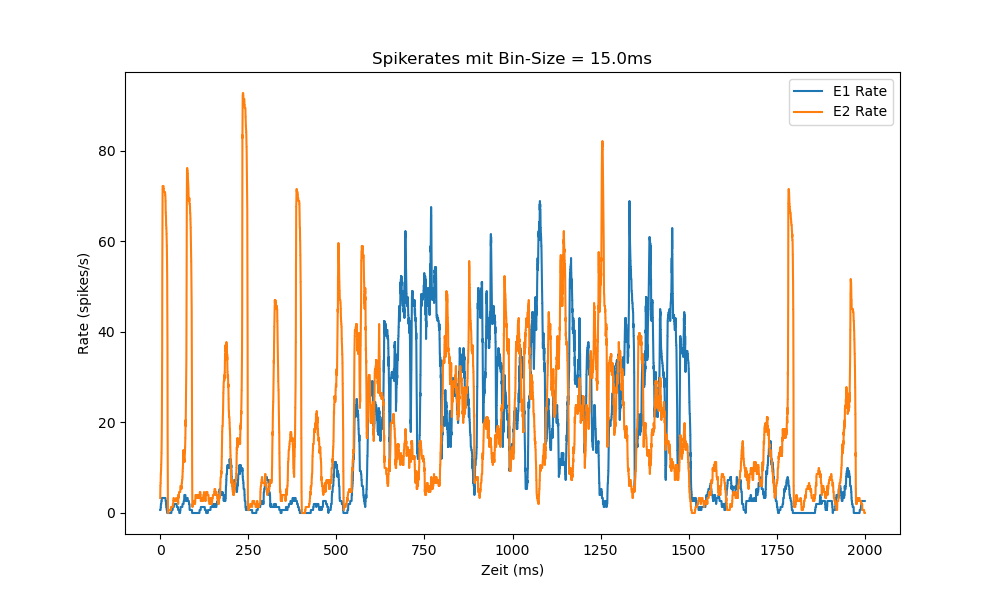 Spikerates mit Bin-Size = 15.0ms
E1 Rate
E2 Rate
80
60
40
20
0
Rate (spikes/s)
0 250 500 750 1000 1250 1500 1750 2000
Zeit (ms)